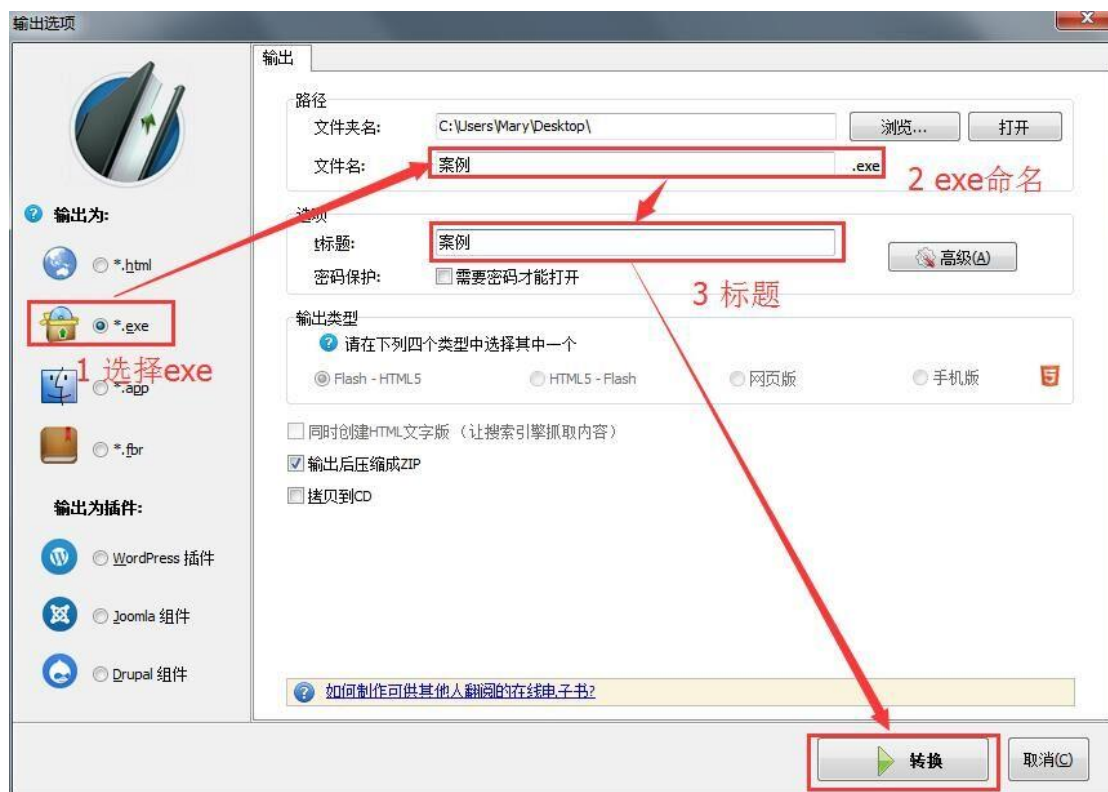 输出选项
输出
路径
文件夹名: C:\Users\Mary\Desktop\ 浏览... 打开
文件名: 案例 .exe
2 exe命名
输出为:
选项
t标题: 案例
高级(A)
*.html
密码保护: 需要密码才能打开
3 标题
*.exe
输出类型
请在下列四个类型中选择其中一个
1 选择exe
Flash - HTML5 HTML5 - Flash 网页版 手机版
*.app
同时创建HTML文字版（让搜索引擎抓取内容）
*.fbr
输出后压缩成ZIP
拷贝到CD
输出为插件:
WordPress 插件
Joomla 组件
Drupal 组件
如何制作可供其他人翻阅的在线电子书?
转换 取消(C)